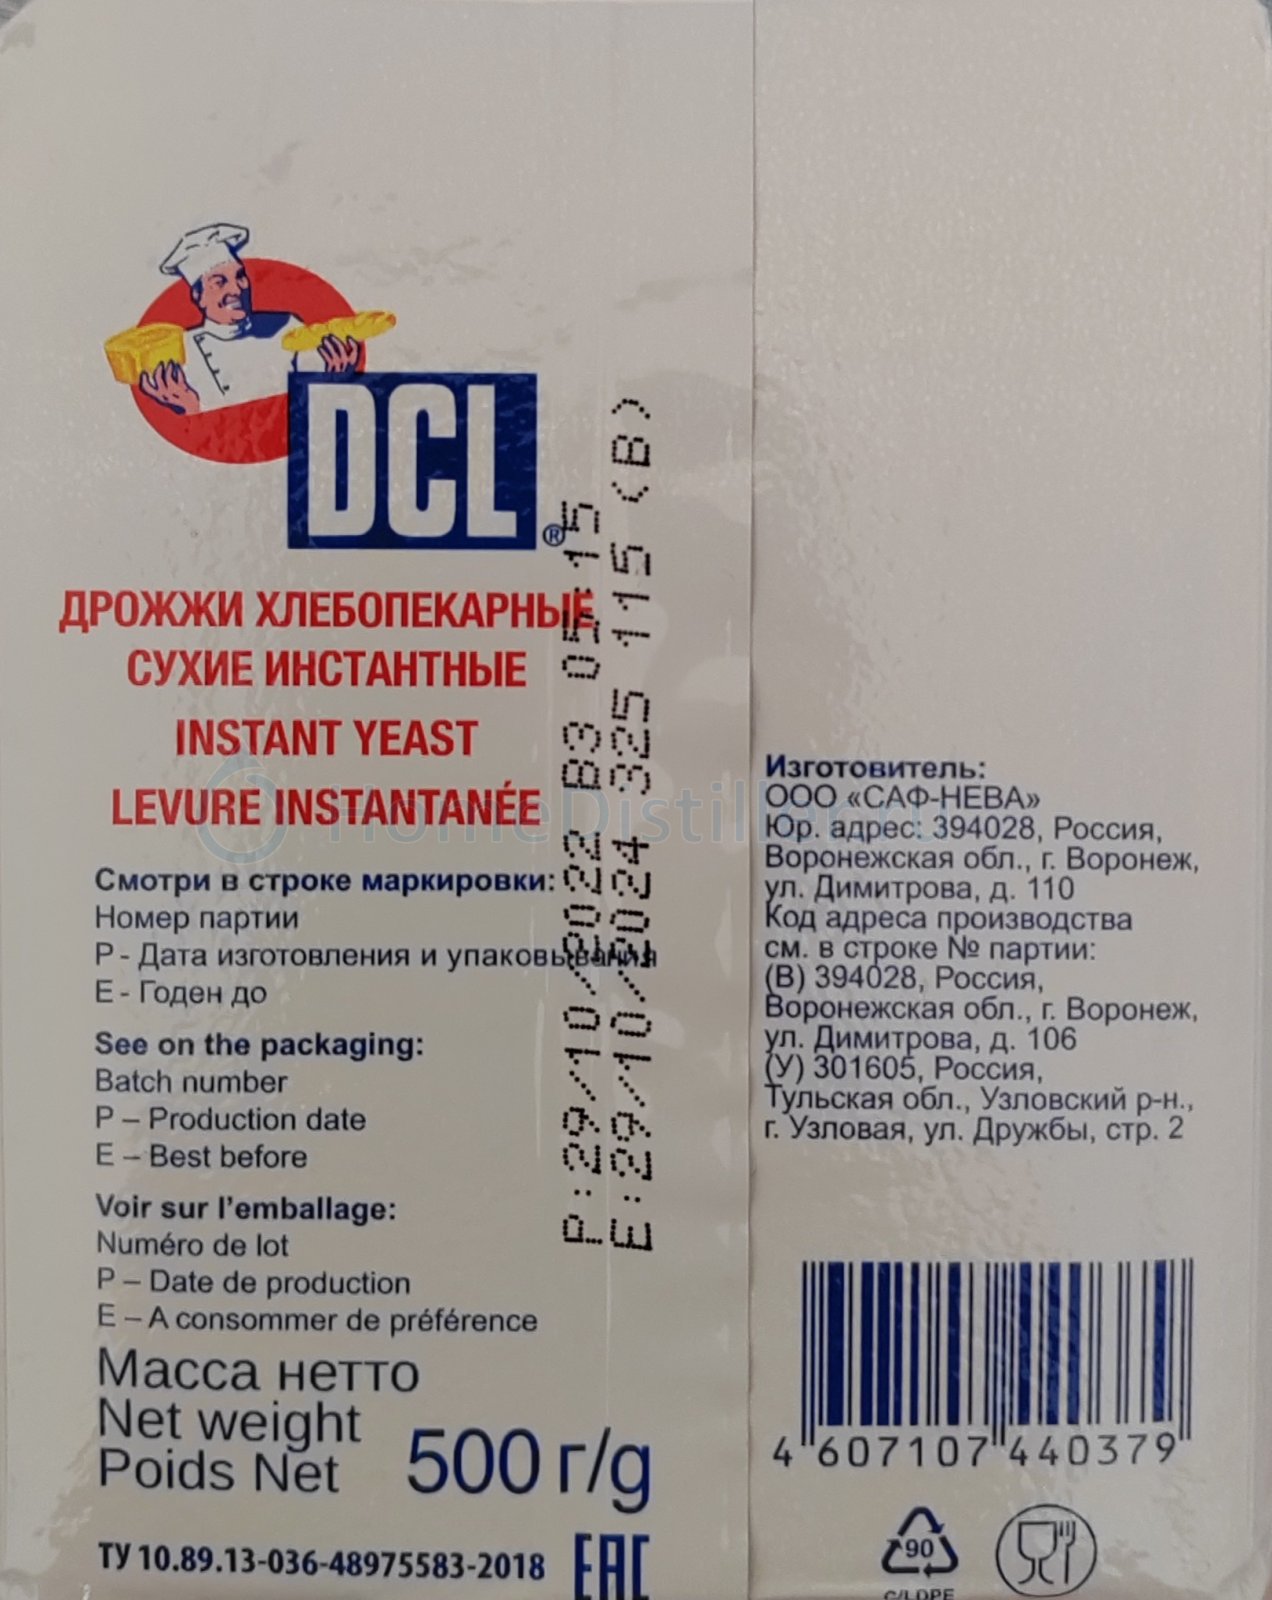 DCL®
ДРОЖЖИ ХЛЕБОПЕКАРНЫЕ
СУХИЕ ИНСТАНТНЫЕ
INSTANT YEAST
LEVURE INSTANTANÉE
Смотри в строке маркировки:
Номер партии
P - Дата изготовления и упаковывания
E - Годен до
See on the packaging:
Batch number
P – Production date
E – Best before
Voir sur l'emballage:
Numéro de lot
P – Date de production
E – A consommer de préférence
Масса нетто
Net weight
Poids Net
500 г/g
ТУ 10.89.13-036-48975583-2018
EAC
P:29/10/2022 B3 05:15
E:29/10/2024 325 115 (B)
Изготовитель:
ООО «САФ-НЕВА»
Юр. адрес: 394028, Россия,
Воронежская обл., г. Воронеж,
ул. Димитрова, д. 110
Код адреса производства
см. в строке № партии:
(В) 394028, Россия,
Воронежская обл., г. Воронеж,
ул. Димитрова, д. 106
(У) 301605, Россия,
Тульская обл., Узловский р-н.,
г. Узловая, ул. Дружбы, стр. 2
4 607107 440379
90
C/LDPE
HomeDistiller.ru